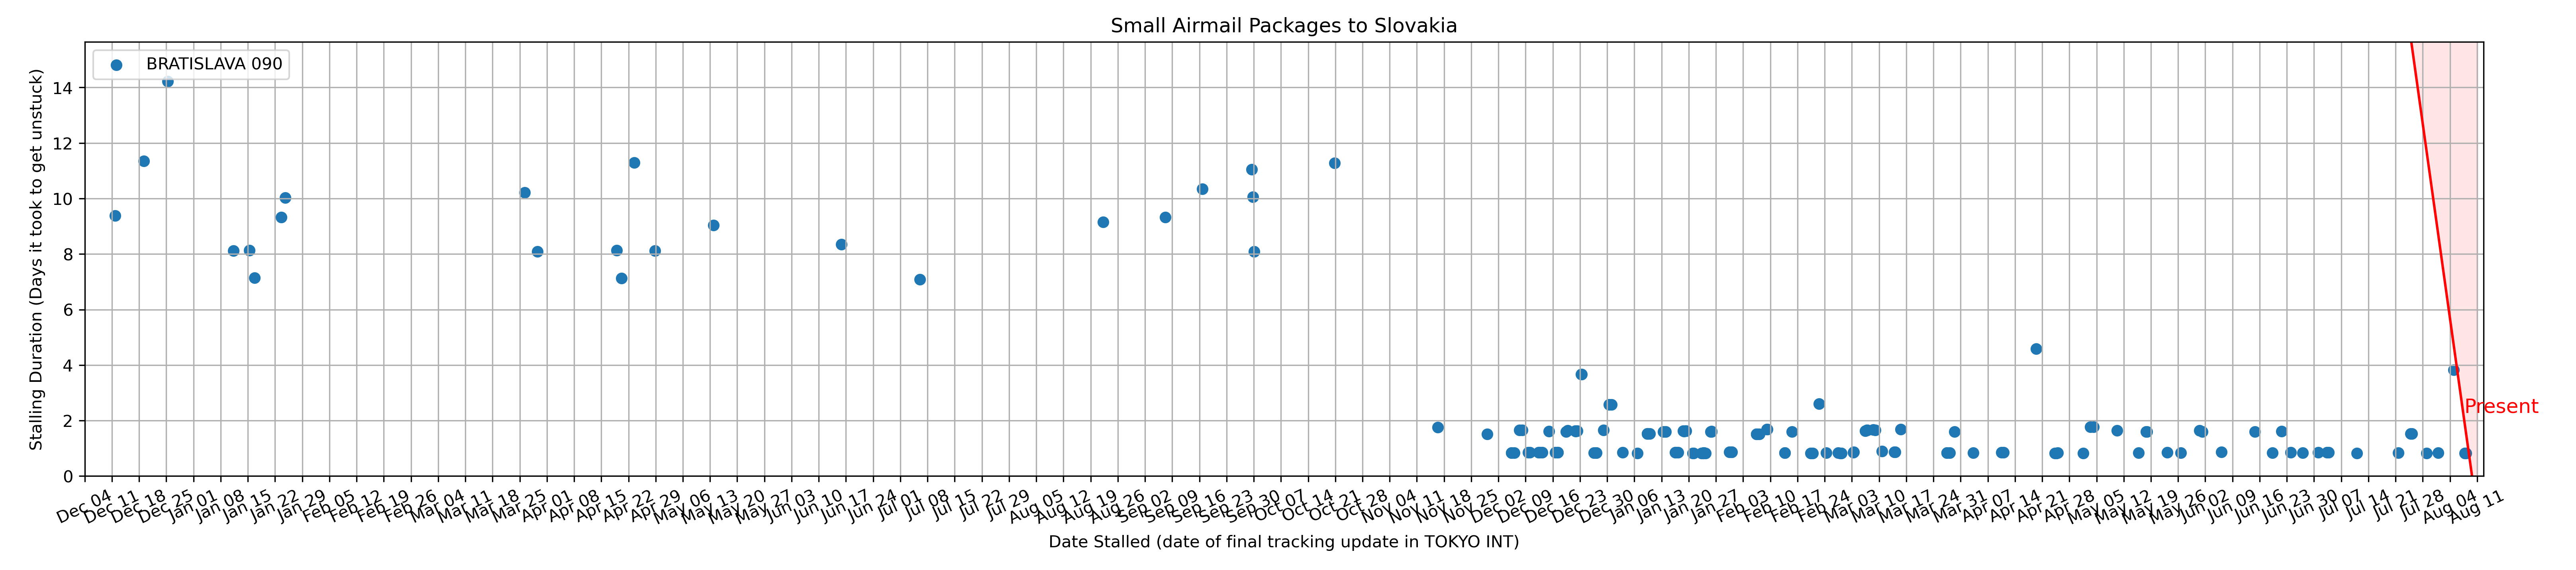 Small Airmail Packages to Slovakia
BRATISLAVA 090
Stalling Duration (Days it took to get unstuck)
14
12
10
8
6
4
2
0
Present
Dec 04
Dec 11
Dec 18
Dec 25
Jan 01
Jan 08
Jan 15
Jan 22
Jan 29
Feb 05
Feb 12
Feb 19
Feb 26
Mar 04
Mar 11
Mar 18
Mar 25
Apr 01
Apr 08
Apr 15
Apr 22
Apr 29
May 06
May 13
May 20
May 27
Jun 03
Jun 10
Jun 17
Jun 24
Jul 01
Jul 08
Jul 15
Jul 22
Jul 29
Aug 05
Aug 12
Aug 19
Aug 26
Sep 02
Sep 09
Sep 16
Sep 23
Sep 30
Oct 07
Oct 14
Oct 21
Oct 28
Nov 04
Nov 11
Nov 18
Nov 25
Dec 02
Dec 09
Dec 16
Dec 23
Dec 30
Jan 06
Jan 13
Jan 20
Jan 27
Feb 03
Feb 10
Feb 17
Feb 24
Mar 03
Mar 10
Mar 17
Mar 24
Mar 31
Apr 07
Apr 14
Apr 21
Apr 28
May 05
May 12
May 19
May 26
Jun 02
Jun 09
Jun 16
Jun 23
Jun 30
Jul 07
Jul 14
Jul 21
Jul 28
Aug 04
Aug 11
Date Stalled (date of final tracking update in TOKYO INT)